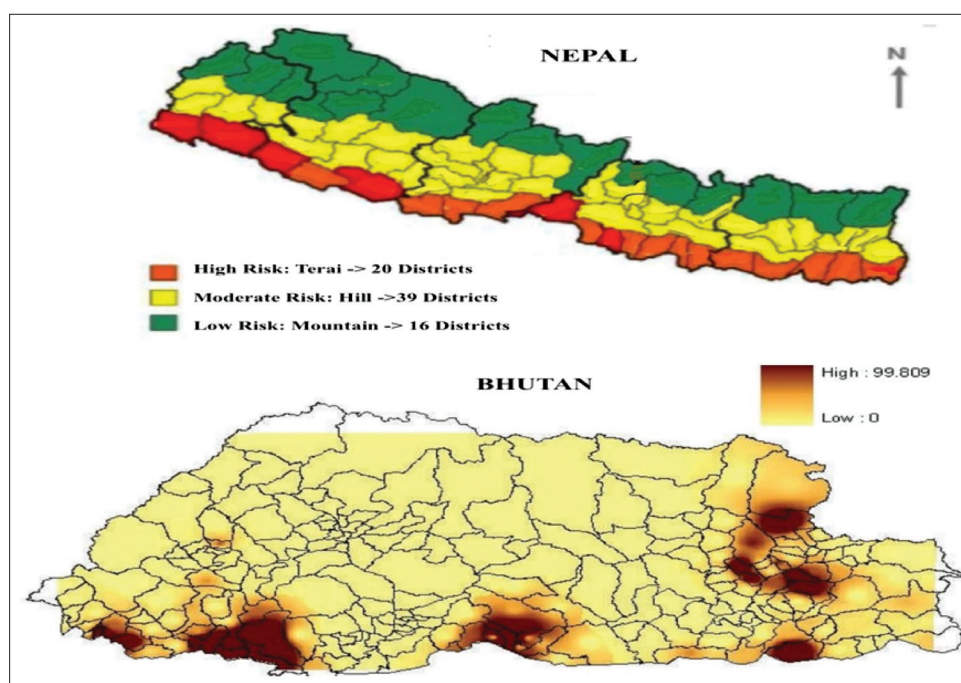 NEPAL
N
High Risk: Terai -> 20 Districts
Moderate Risk: Hill ->39 Districts
Low Risk: Mountain -> 16 Districts
BHUTAN
High : 99.809
Low : 0